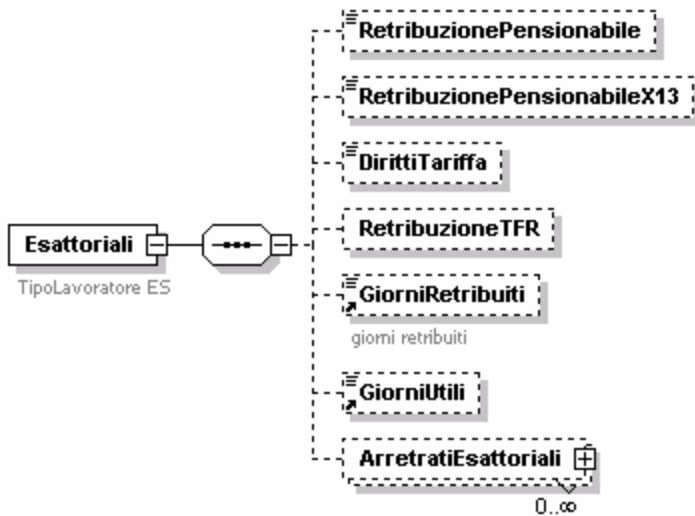 RetribuzionePensionabile
RetribuzionePensionabileX13
DirittiTariffa
RetribuzioneTFR
Esattoriali
TipoLavoratore ES
GiorniRetribuiti
giorni retribuiti
GiorniUtili
ArretratiEsattoriali
0..∞